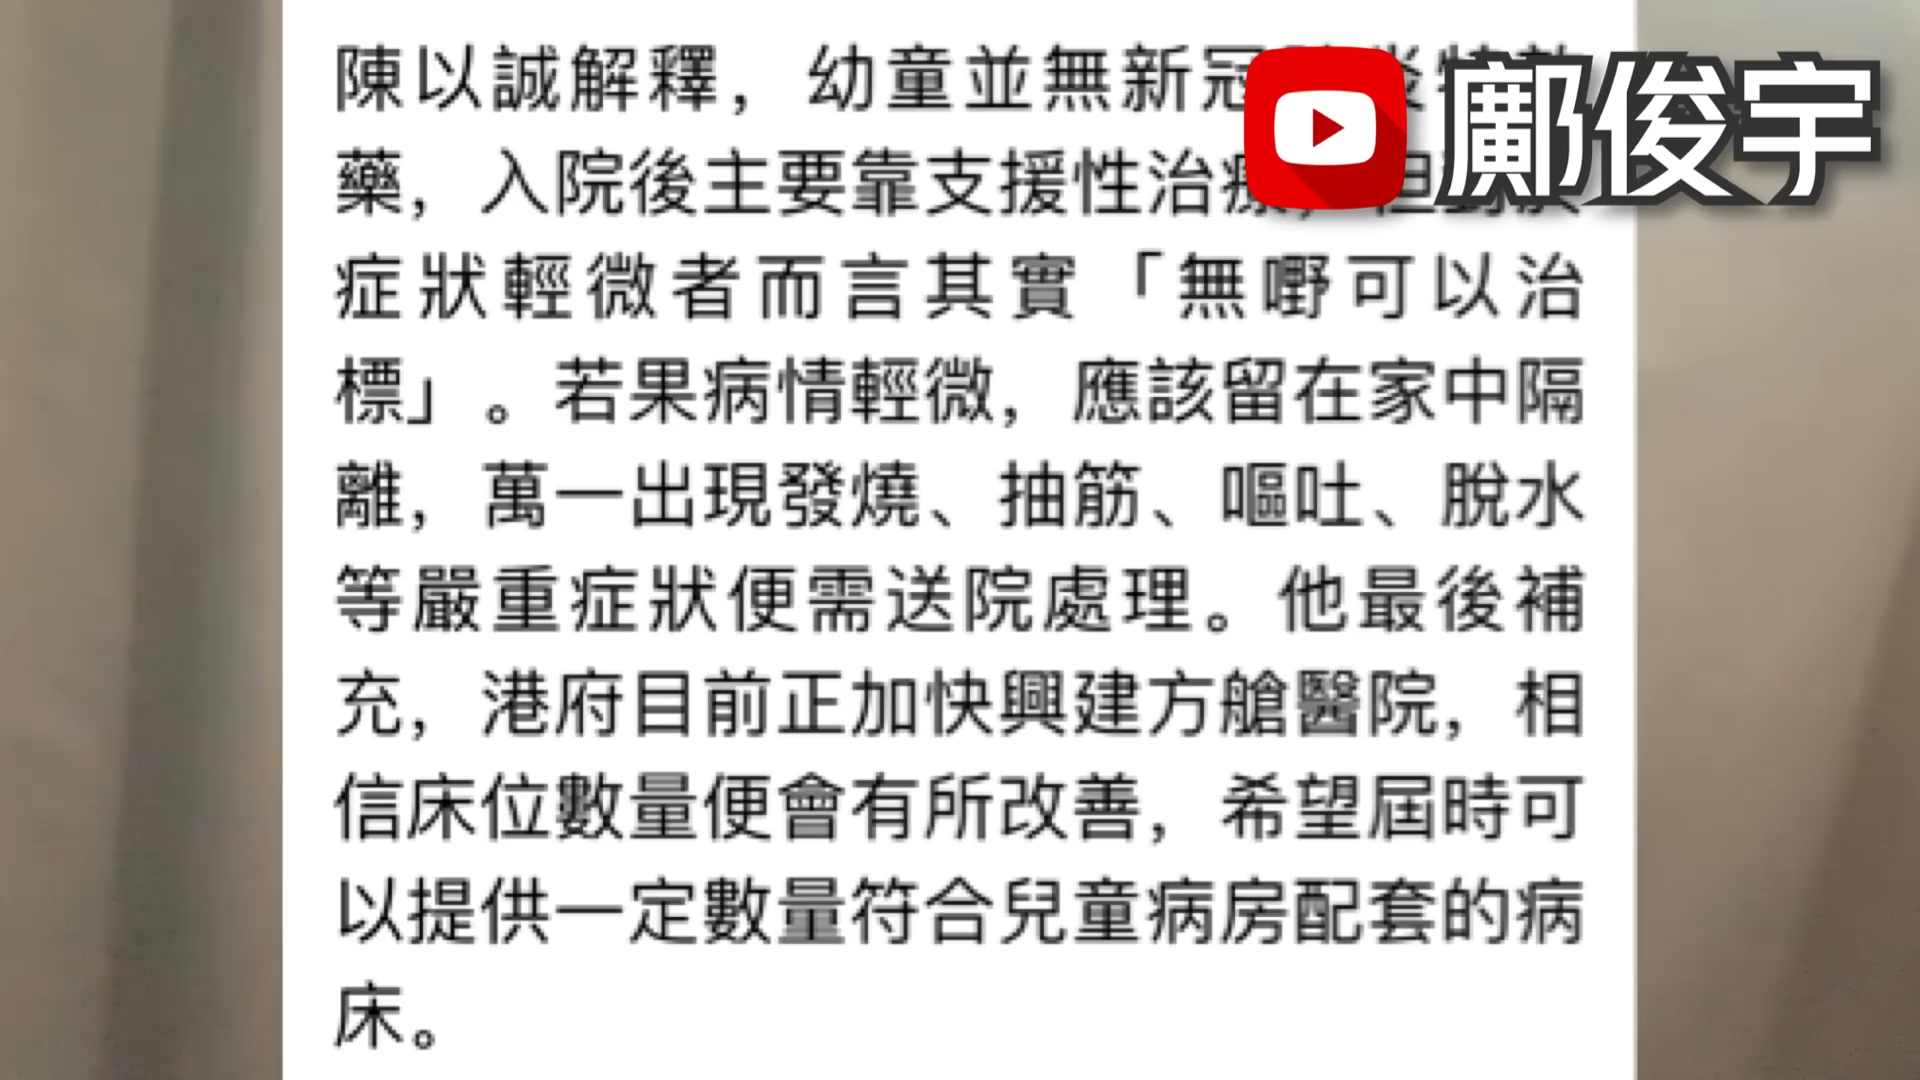 陳以誠解釋，幼童並無新冠
鄺俊宇
藥，入院後主要靠支援性治療，
症狀輕微者而言其實「無嘢可以治
標」。若果病情輕微，應該留在家中隔
離，萬一出現發燒、抽筋、嘔吐、脫水
等嚴重症狀便需送院處理。他最後補
充，港府目前正加快興建方艙醫院，相
信床位數量便會有所改善，希望屆時可
以提供一定數量符合兒童病房配套的病
床。